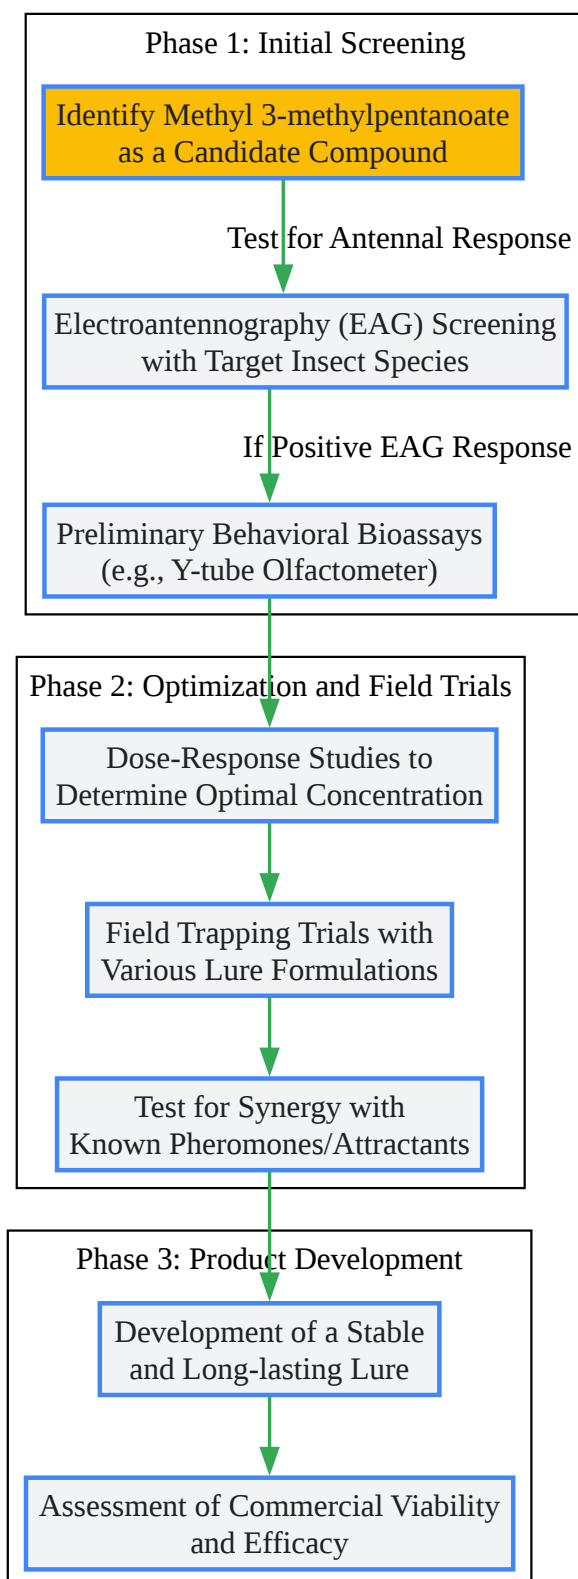 Phase 1: Initial Screening
Identify Methyl 3-methylpentanoate
as a Candidate Compound
Test for Antennal Response
Electroantennography (EAG) Screening
with Target Insect Species
If Positive EAG Response
Preliminary Behavioral Bioassays
(e.g., Y-tube Olfactometer)
Phase 2: Optimization and Field Trials
Dose-Response Studies to
Determine Optimal Concentration
Field Trapping Trials with
Various Lure Formulations
Test for Synergy with
Known Pheromones/Attractants
Phase 3: Product Development
Development of a Stable
and Long-lasting Lure
Assessment of Commercial Viability
and Efficacy